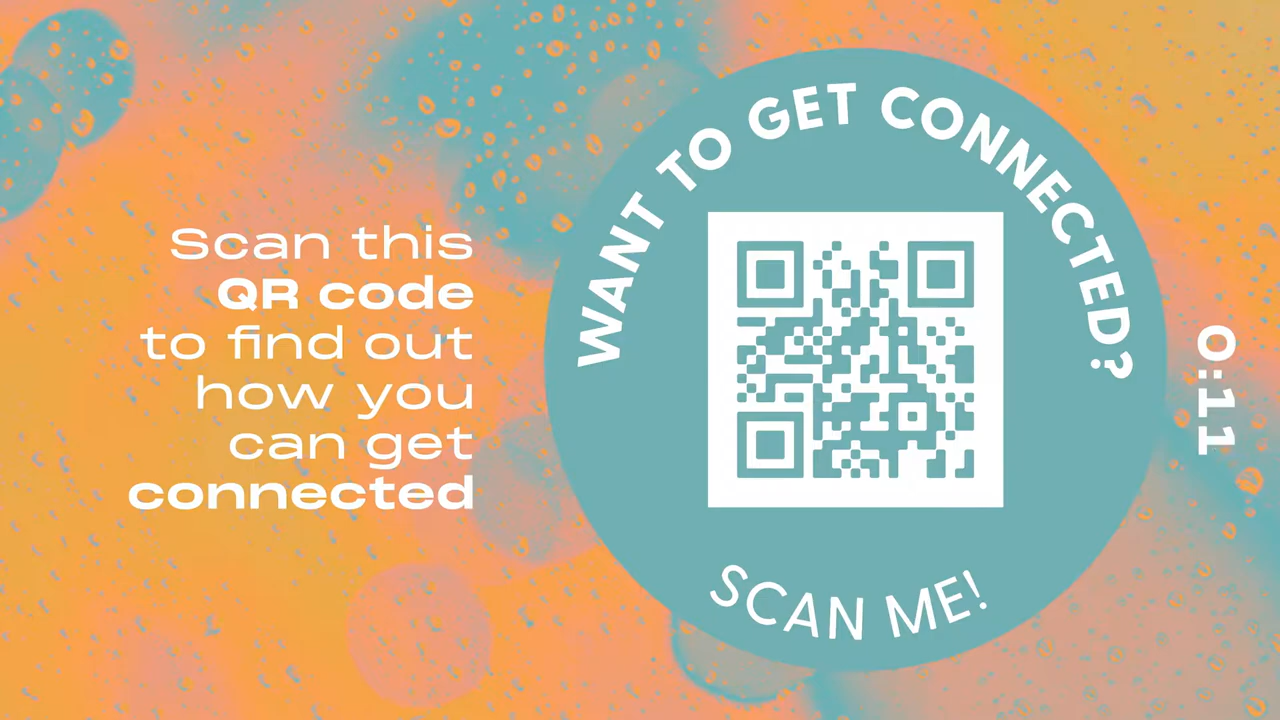 Scan this
QR code
to find out
how you
can get
connected
WANT TO GET CONNECTED?
SCAN ME!
0:11